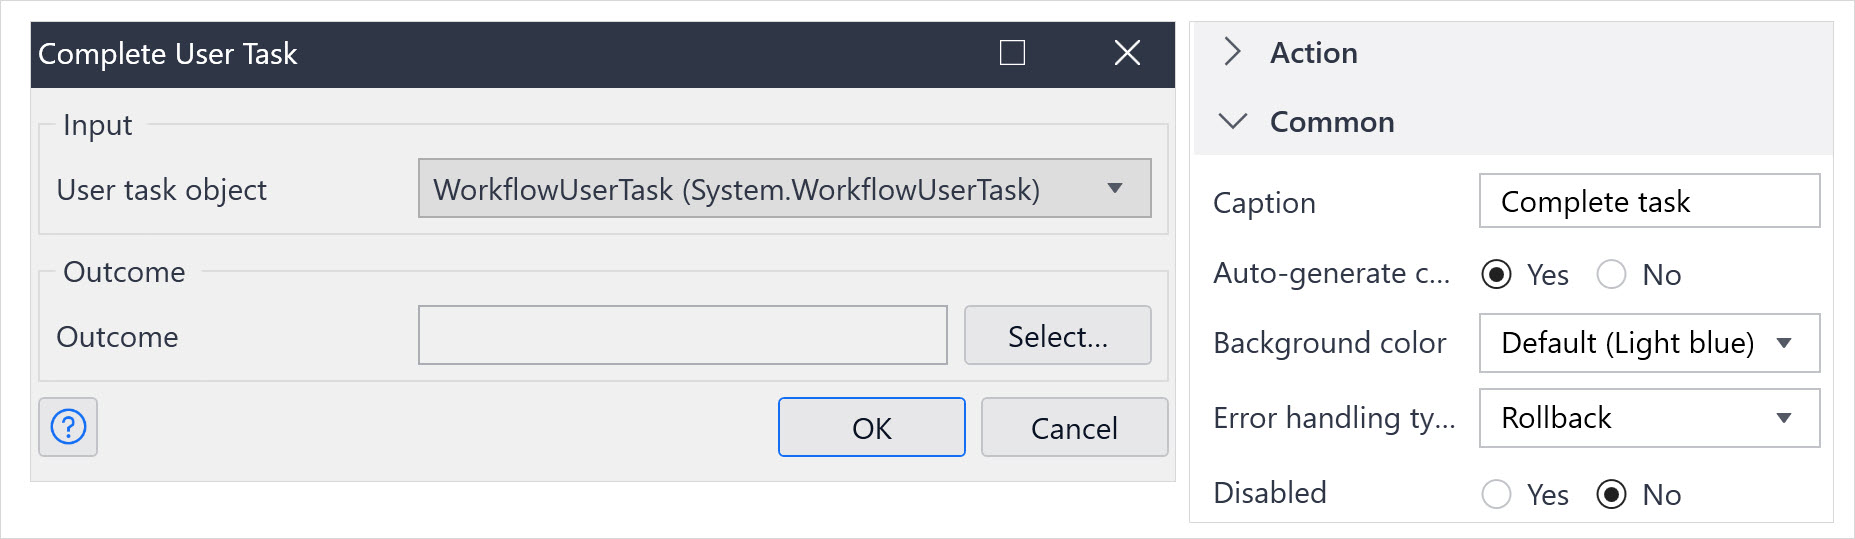 Complete User Task
Input
User task object
WorkflowUserTask (System.WorkflowUserTask)
Outcome
Outcome
Select...
?
OK
Cancel
Action
Common
Caption
Complete task
Auto-generate c...
Yes
No
Background color
Default (Light blue)
Error handling ty...
Rollback
Disabled
Yes
No